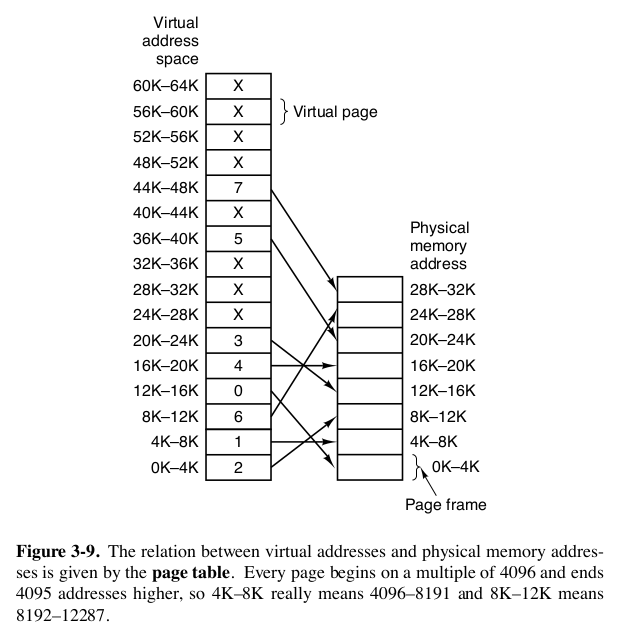 Virtual
address
space
60K–64K X
56K–60K X Virtual page
52K–56K X
48K–52K X
44K–48K 7
40K–44K X
36K–40K 5
32K–36K X
28K–32K X
24K–28K X
20K–24K 3
16K–20K 4
12K–16K 0
8K–12K 6
4K–8K 1
0K–4K 2
Physical
memory
address
28K–32K
24K–28K
20K–24K
16K–20K
12K–16K
8K–12K
4K–8K
0K–4K
Page frame
Figure 3-9. The relation between virtual addresses and physical memory addres-
ses is given by the page table. Every page begins on a multiple of 4096 and ends
4095 addresses higher, so 4K–8K really means 4096–8191 and 8K–12K means
8192–12287.